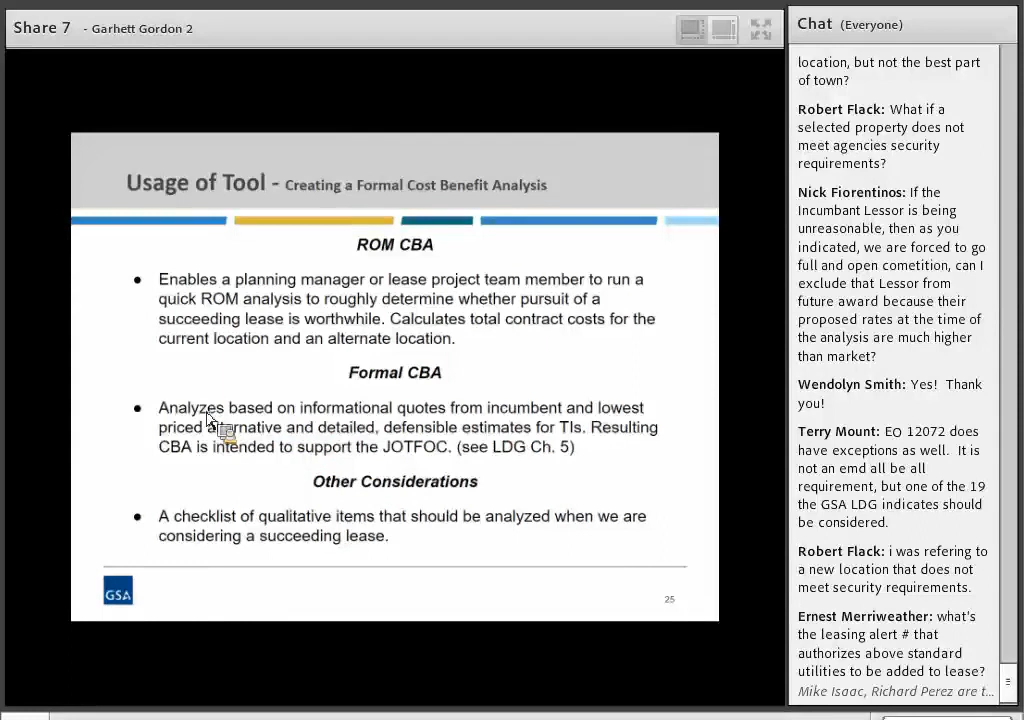 Share 7 - Garhett Gordon 2
Usage of Tool - Creating a Formal Cost Benefit Analysis
ROM CBA
● Enables a planning manager or lease project team member to run a
quick ROM analysis to roughly determine whether pursuit of a
succeeding lease is worthwhile. Calculates total contract costs for the
current location and an alternate location.
Formal CBA
● Analyzes based on informational quotes from incumbent and lowest
priced and detailed, defensible estimates for TIs. Resulting
CBA is intended to support the JOTFOC. (see LDG Ch. 5)
Other Considerations
● A checklist of qualitative items that should be analyzed when we are
considering a succeeding lease.
GSA
25
Chat (Everyone)
location, but not the best part
of town?
Robert Flack: What if a
selected property does not
meet agencies security
requirements?
Nick Fiorentinos: If the
Incumbant Lessor is being
unreasonable, then as you
indicated, we are forced to go
full and open cometition, can I
exclude that Lessor from
future award because their
proposed rates at the time of
the analysis are much higher
than market?
Wendolyn Smith: Yes! Thank
you!
Terry Mount: EO 12072 does
have exceptions as well. It is
not an emd all be all
requirement, but one of the 19
the GSA LDG indicates should
be considered.
Robert Flack: i was refering to
a new location that does not
meet security requirements.
Ernest Merriweather: what's
the leasing alert # that
authorizes above standard
utilities to be added to lease?
Mike Isaac, Richard Perez are t...